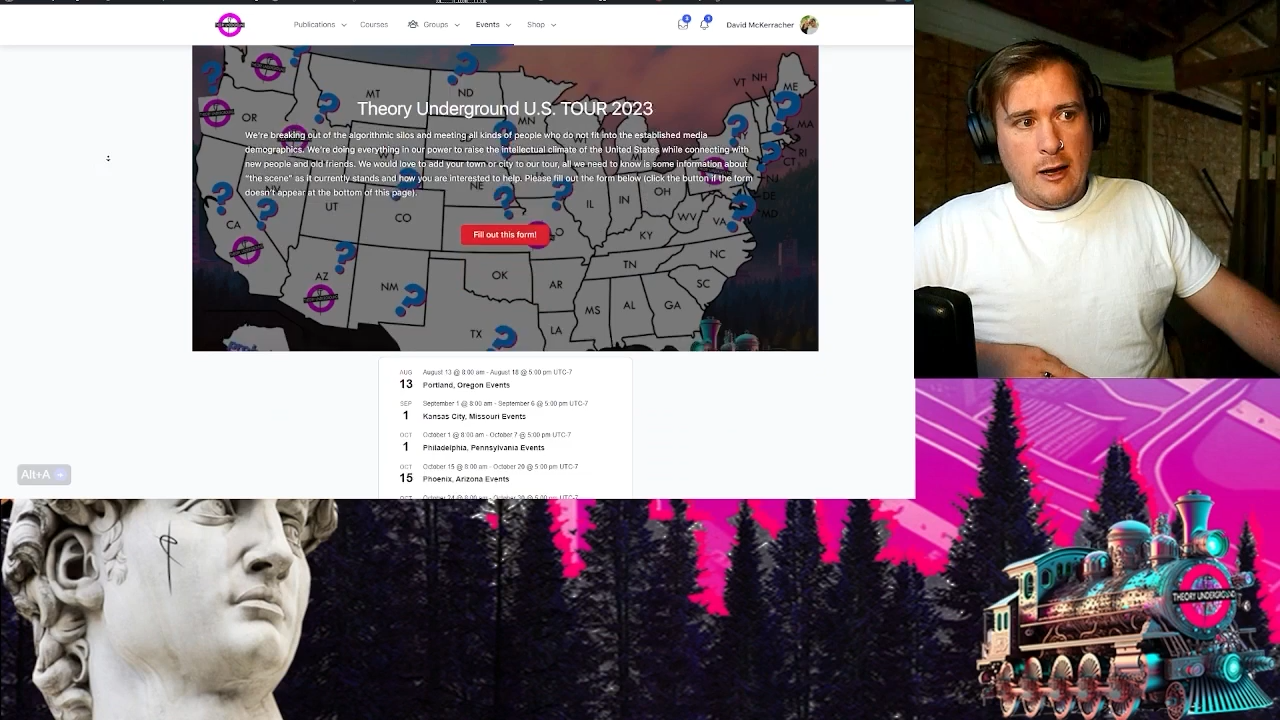 Publications
Courses
Groups
Events
Shop
David McKerracher
Theory Underground U.S. TOUR 2023
We're breaking out of the algorithmic silos and meeting all kinds of people who do not fit into the established media
demographics. We're doing everything in our power to raise the intellectual climate of the United States while connecting with
new people and old friends. We would love to add your town or city to our tour, all we need to know is some information about
"the scene" as it currently stands and how you are interested to help. Please fill out the form below (click the button if the form
doesn't appear at the bottom of this page).
Fill out this form!
MT
ND
MN
VT
NH
ME
OR
MA
RI
CT
NJ
DE
MD
MI
NE
IL
IN
WV
VA
UT
CO
KY
CA
NC
TN
AZ
NM
OK
AR
SC
MS
AL
GA
TX
LA
AUG
13
August 13 @ 8:00 am - August 18 @ 5:00 pm UTC-7
Portland, Oregon Events
SEP
1
September 1 @ 8:00 am - September 6 @ 5:00 pm UTC-7
Kansas City, Missouri Events
OCT
1
October 1 @ 8:00 am - October 7 @ 5:00 pm UTC-7
Philadelphia, Pennsylvania Events
OCT
15
October 15 @ 8:00 am - October 20 @ 5:00 pm UTC-7
Phoenix, Arizona Events
Alt+A
THEORY UNDERGROUND